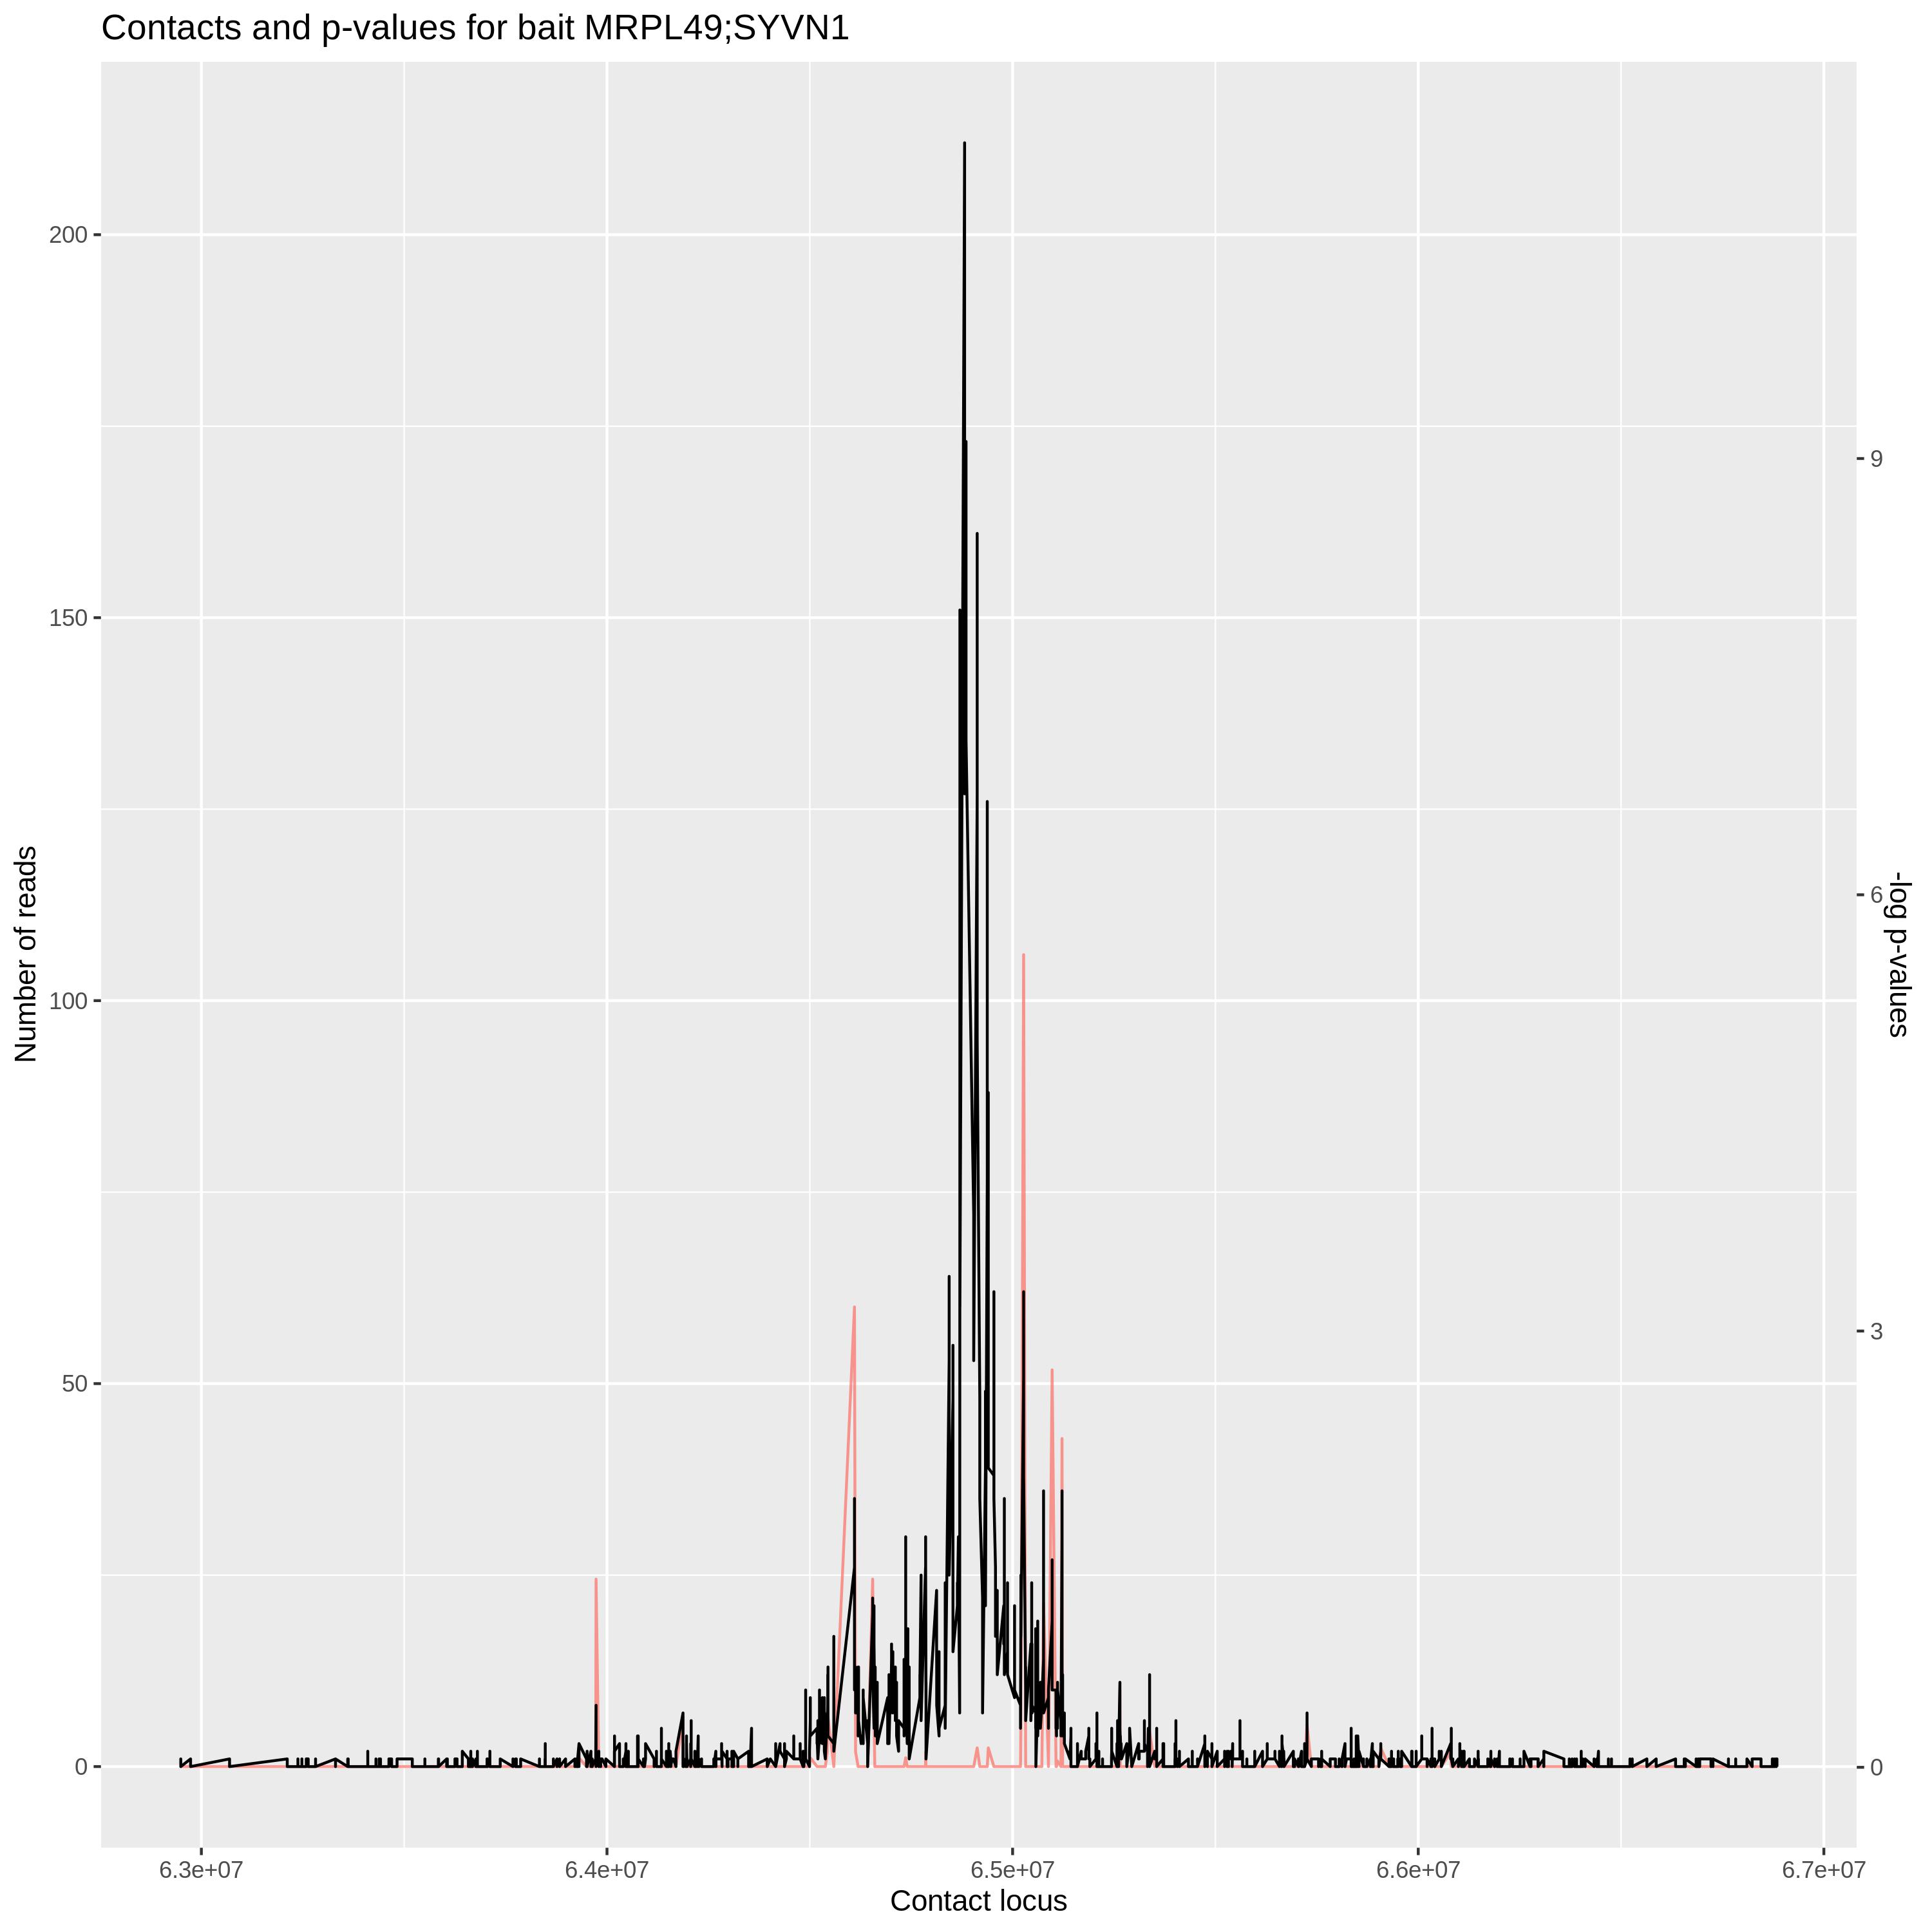 Contacts and p-values for bait MRPL49;SYVN1
200
150
100
50
0
9
6
3
0
Number of reads
-log p-values
6.3e+07
6.4e+07
6.5e+07
6.6e+07
6.7e+07
Contact locus